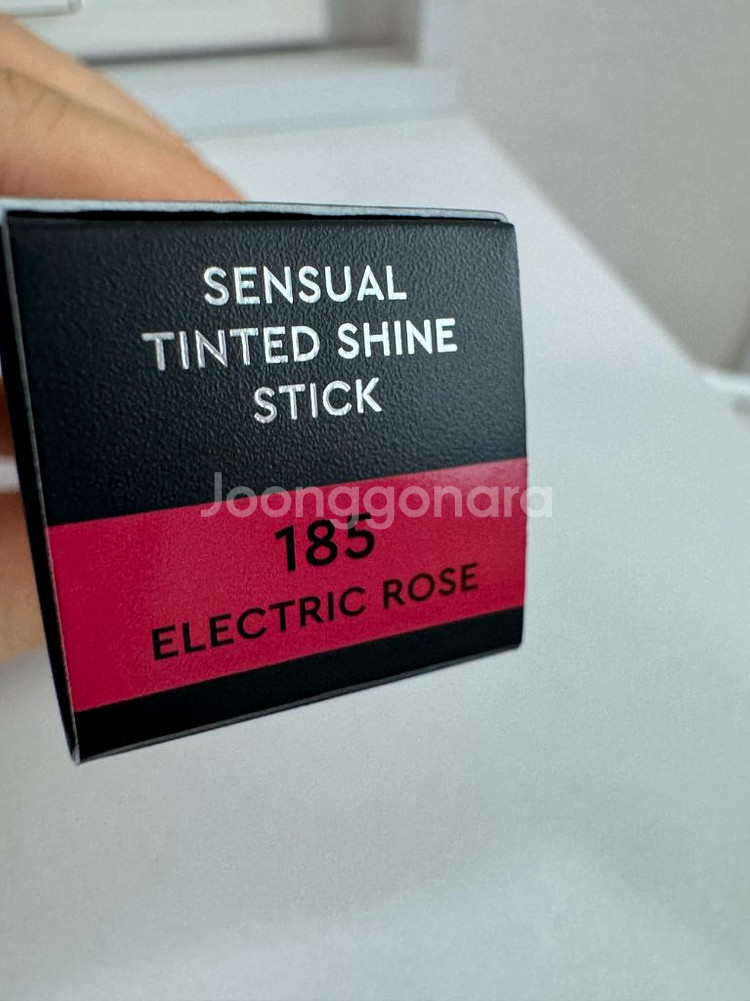 SENSUAL
TINTED SHINE
STICK
Joonggonara
185
ELECTRIC ROSE